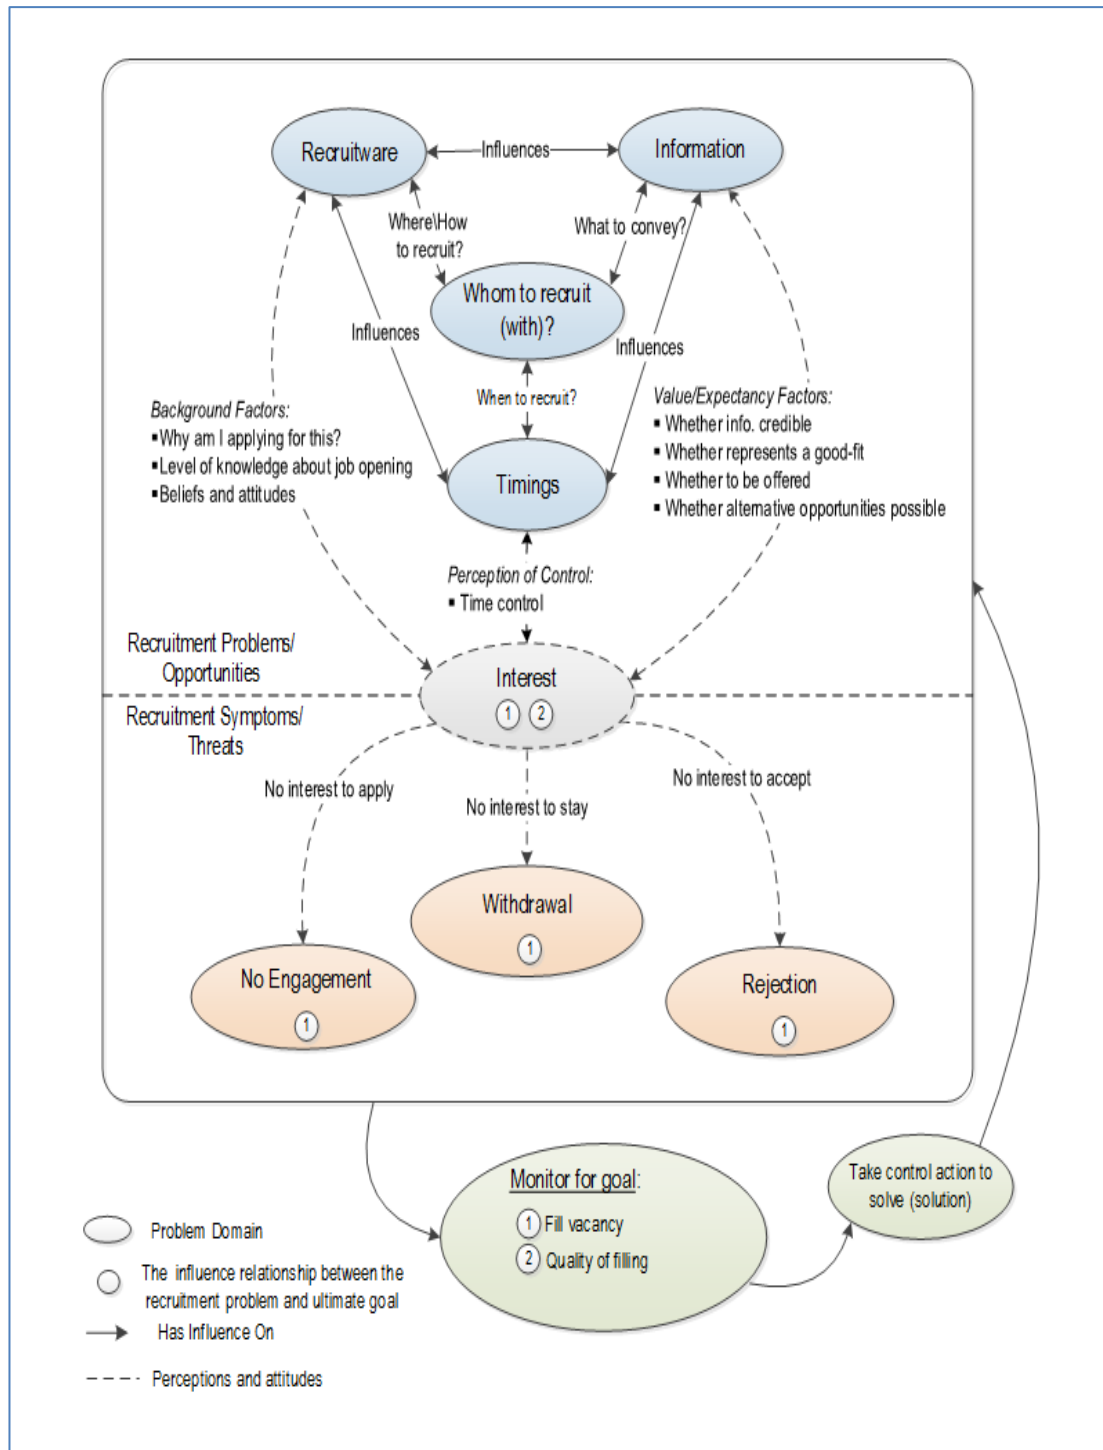 Recruitware
Influences
Information
Where\How
to recruit?
What to convey?
Whom to recruit
(with)?
Influences
Influences
When to recruit?
Background Factors:
▪Why am I applying for this?
▪Level of knowledge about job opening
▪Beliefs and attitudes
Value/Expectancy Factors:
▪ Whether info. credible
▪ Whether represents a good-fit
▪ Whether to be offered
▪ Whether alternative opportunities possible
Timings
Perception of Control:
▪ Time control
Recruitment Problems/
Opportunities
Interest
1 2
Recruitment Symptoms/
Threats
No interest to apply
No interest to stay
No interest to accept
Withdrawal
1
No Engagement
1
Rejection
1
Monitor for goal:
1 Fill vacancy
2 Quality of filling
Take control action to
solve (solution)
Problem Domain
The influence relationship between the
recruitment problem and ultimate goal
Has Influence On
Perceptions and attitudes